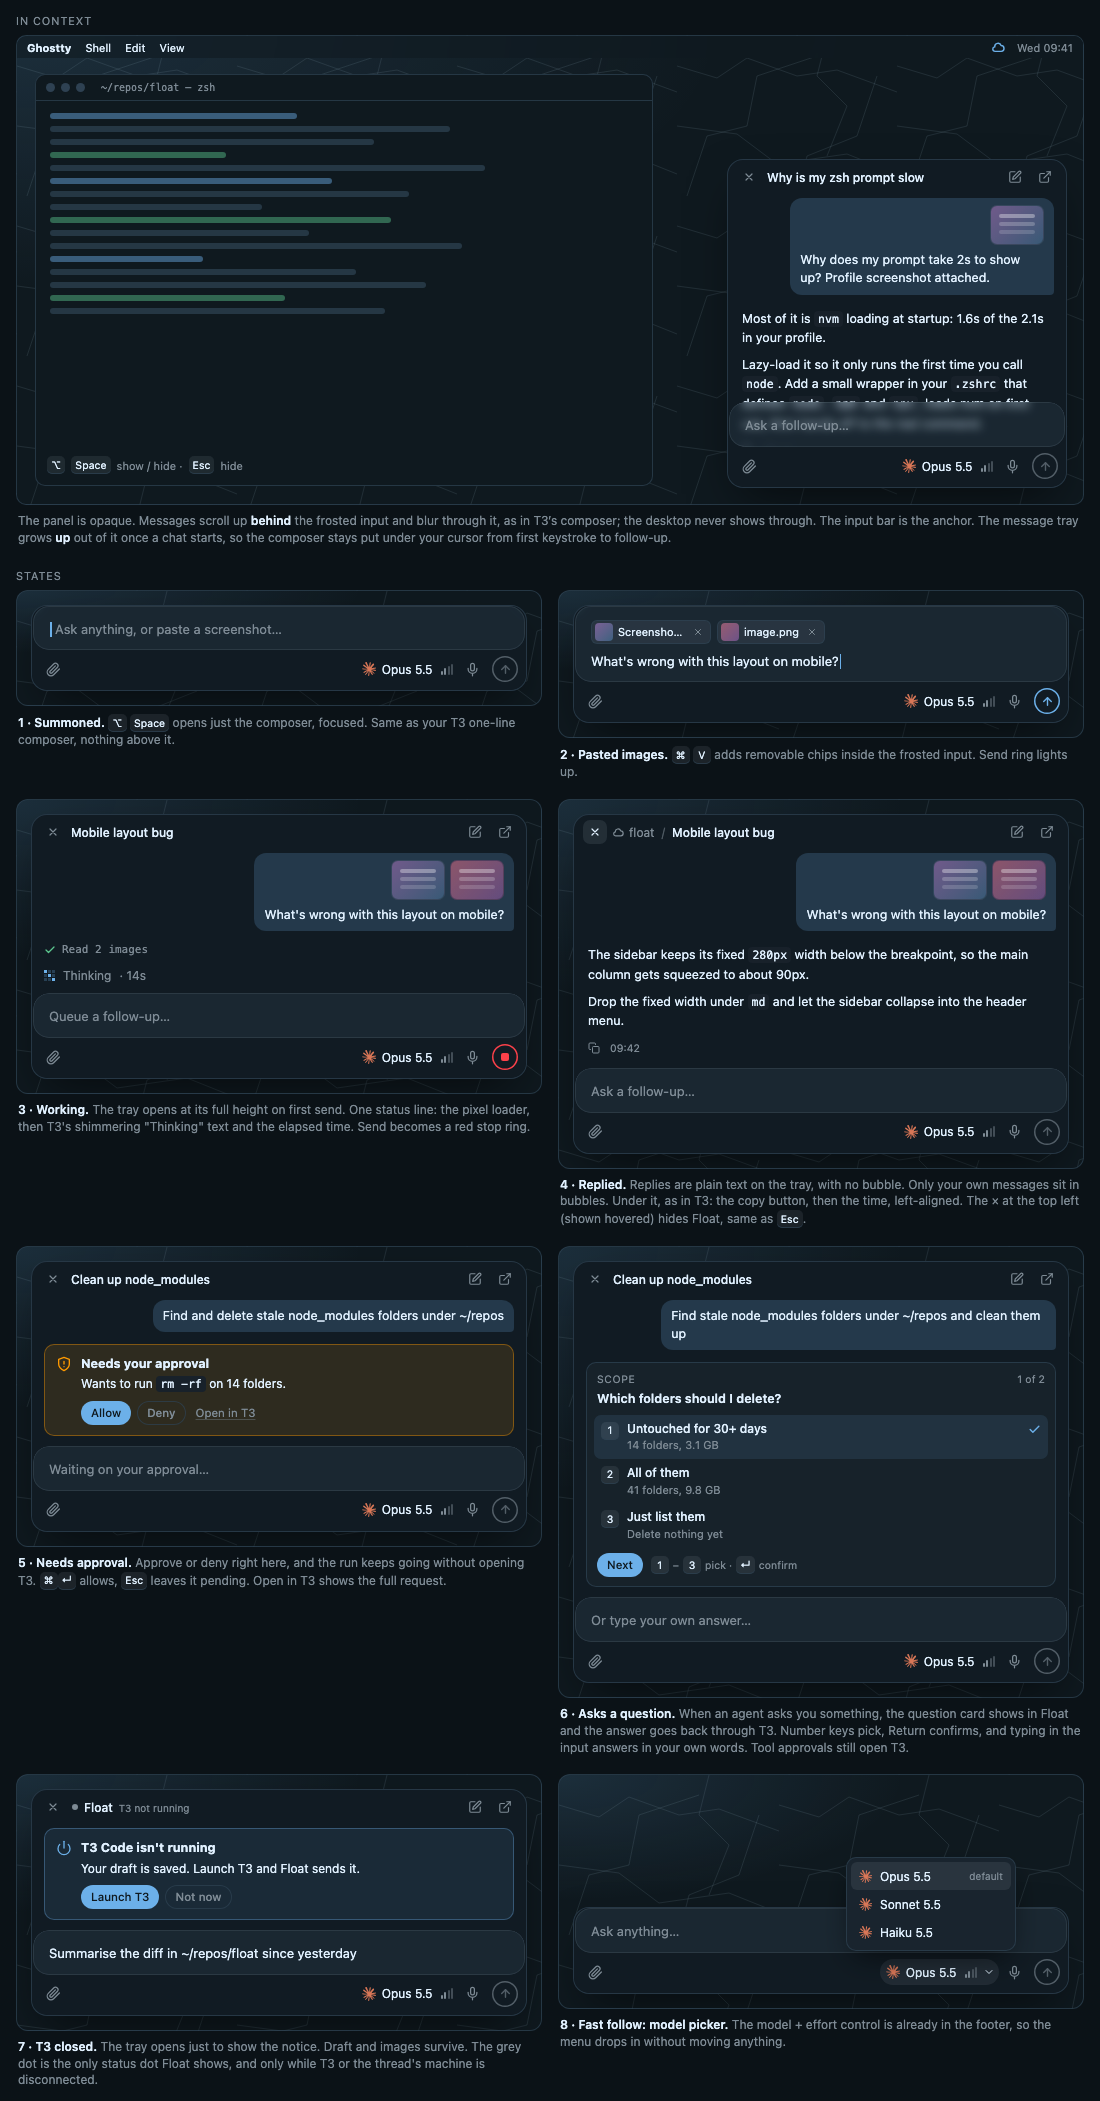 IN CONTEXT
Ghostty Shell Edit View
Wed 09:41
~/repos/float — zsh
Why is my zsh prompt slow
Why does my prompt take 2s to show
up? Profile screenshot attached.
Most of it is nvm loading at startup: 1.6s of the 2.1s
in your profile.
Lazy-load it so it only runs the first time you call
node . Add a small wrapper in your .zshrc that
Ask a follow-up...
⌥ Space show / hide · Esc hide
Opus 5.5
The panel is opaque. Messages scroll up behind the frosted input and blur through it, as in T3's composer; the desktop never shows through. The input bar is the anchor. The message tray
grows up out of it once a chat starts, so the composer stays put under your cursor from first keystroke to follow-up.
STATES
Ask anything, or paste a screenshot...
Opus 5.5
1 · Summoned. ⌥ Space opens just the composer, focused. Same as your T3 one-line
composer, nothing above it.
Screensho... ×
image.png ×
What's wrong with this layout on mobile?
Opus 5.5
2 · Pasted images. ⌘ V adds removable chips inside the frosted input. Send ring lights
up.
Mobile layout bug
What's wrong with this layout on mobile?
Read 2 images
Thinking · 14s
Queue a follow-up...
Opus 5.5
3 · Working. The tray opens at its full height on first send. One status line: the pixel loader,
then T3's shimmering "Thinking" text and the elapsed time. Send becomes a red stop ring.
float / Mobile layout bug
What's wrong with this layout on mobile?
The sidebar keeps its fixed 280px width below the breakpoint, so the main
column gets squeezed to about 90px.
Drop the fixed width under md and let the sidebar collapse into the header
menu.
09:42
Ask a follow-up...
Opus 5.5
4 · Replied. Replies are plain text on the tray, with no bubble. Only your own messages sit in
bubbles. Under it, as in T3: the copy button, then the time, left-aligned. The × at the top left
(shown hovered) hides Float, same as Esc.
Clean up node_modules
Find and delete stale node_modules folders under ~/repos
Needs your approval
Wants to run rm -rf on 14 folders.
Allow Deny Open in T3
Waiting on your approval...
Opus 5.5
5 · Needs approval. Approve or deny right here, and the run keeps going without opening
T3. ⌘ ↵ allows, Esc leaves it pending. Open in T3 shows the full request.
Clean up node_modules
Find stale node_modules folders under ~/repos and clean them
up
SCOPE 1 of 2
Which folders should I delete?
1 Untouched for 30+ days
14 folders, 3.1 GB
2 All of them
41 folders, 9.8 GB
3 Just list them
Delete nothing yet
Next 1 – 3 pick · ↵ confirm
Or type your own answer...
Opus 5.5
6 · Asks a question. When an agent asks you something, the question card shows in Float
and the answer goes back through T3. Number keys pick, Return confirms, and typing in the
input answers in your own words. Tool approvals still open T3.
Float T3 not running
T3 Code isn't running
Your draft is saved. Launch T3 and Float sends it.
Launch T3 Not now
Summarise the diff in ~/repos/float since yesterday
Opus 5.5
7 · T3 closed. The tray opens just to show the notice. Draft and images survive. The grey
dot is the only status dot Float shows, and only while T3 or the thread's machine is
disconnected.
Opus 5.5 default
Sonnet 5.5
Haiku 5.5
Ask anything...
Opus 5.5
8 · Fast follow: model picker. The model + effort control is already in the footer, so the
menu drops in without moving anything.